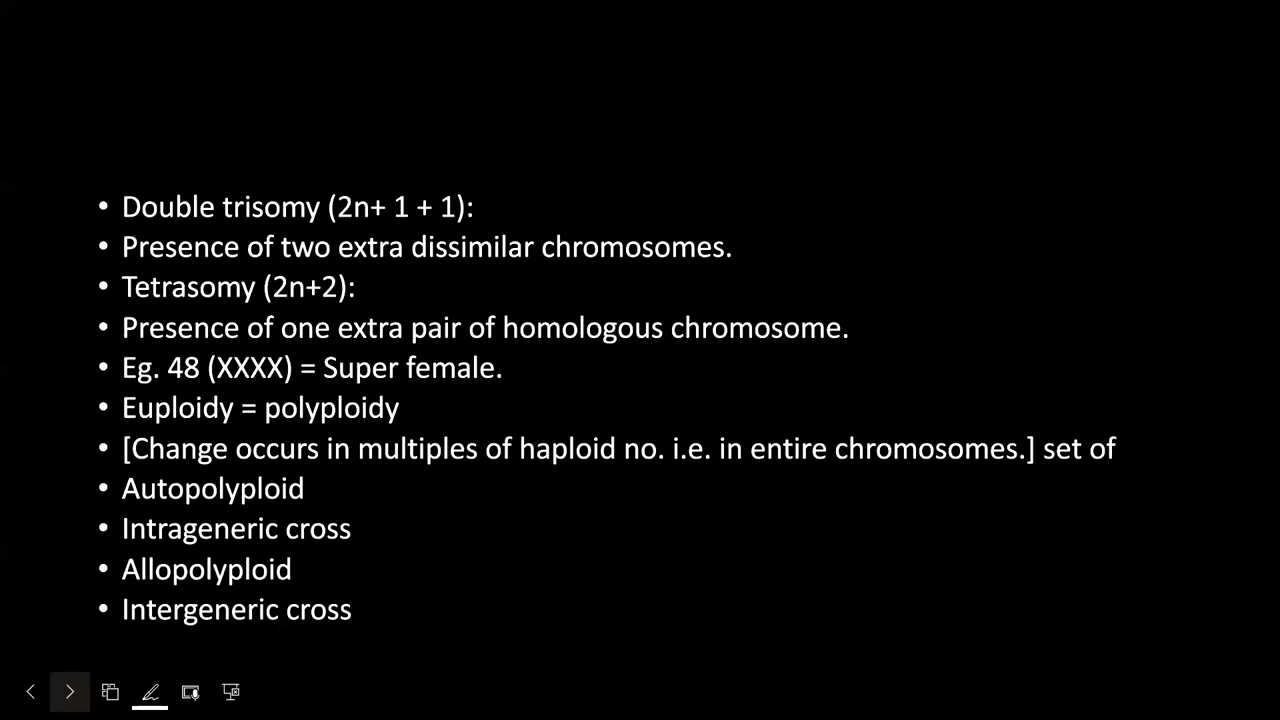 • Double trisomy (2n+ 1 + 1):
• Presence of two extra dissimilar chromosomes.
• Tetrasomy (2n+2):
• Presence of one extra pair of homologous chromosome.
• Eg. 48 (XXXX) = Super female.
• Euploidy = polyploidy
• [Change occurs in multiples of haploid no. i.e. in entire chromosomes.] set of
• Autopolyploid
• Intrageneric cross
• Allopolyploid
• Intergeneric cross